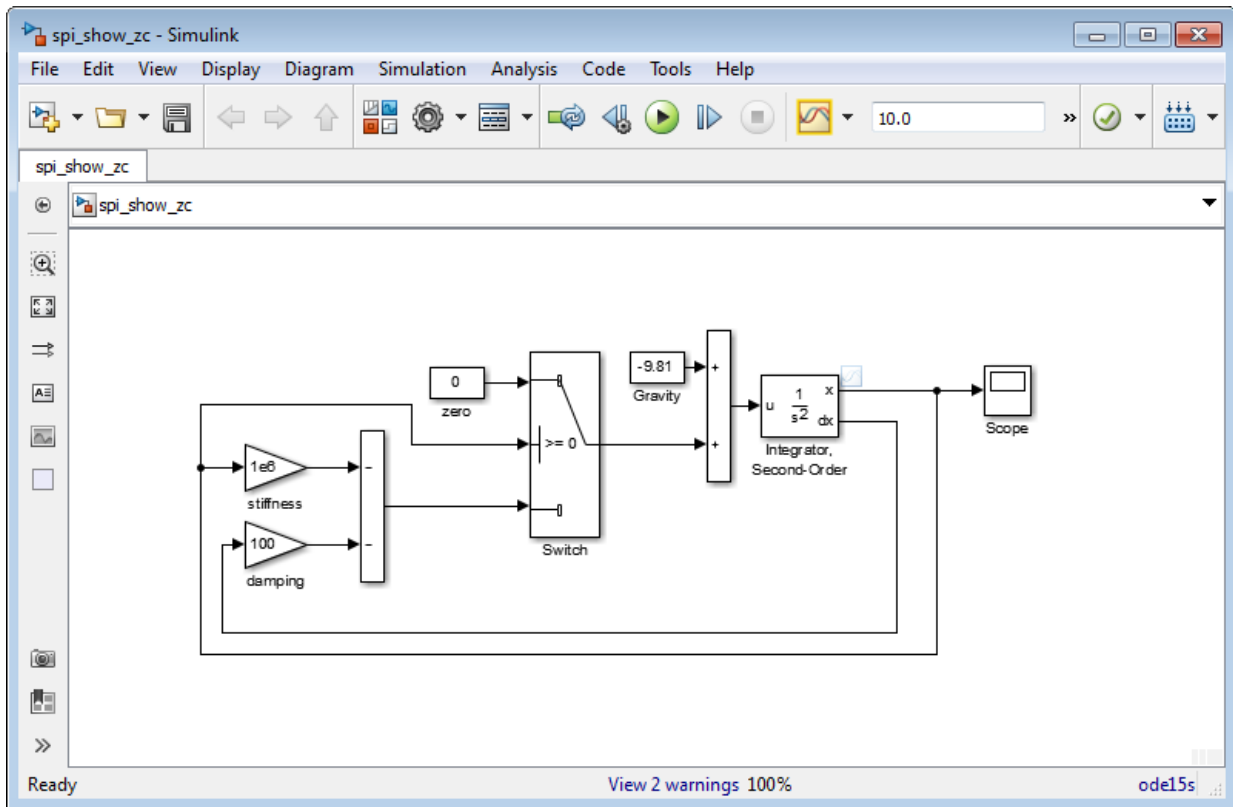 spi_show_zc - Simulink
File Edit View Display Diagram Simulation Analysis Code Tools Help
10.0 »
spi_show_zc
spi_show_zc
-9.81
Gravity
0
zero
>= 0
Switch
+
+
u 1 x
s2 dx
Integrator,
Second-Order
Scope
1e6
stiffness
100
damping
-
-
Ready View 2 warnings 100% ode15s